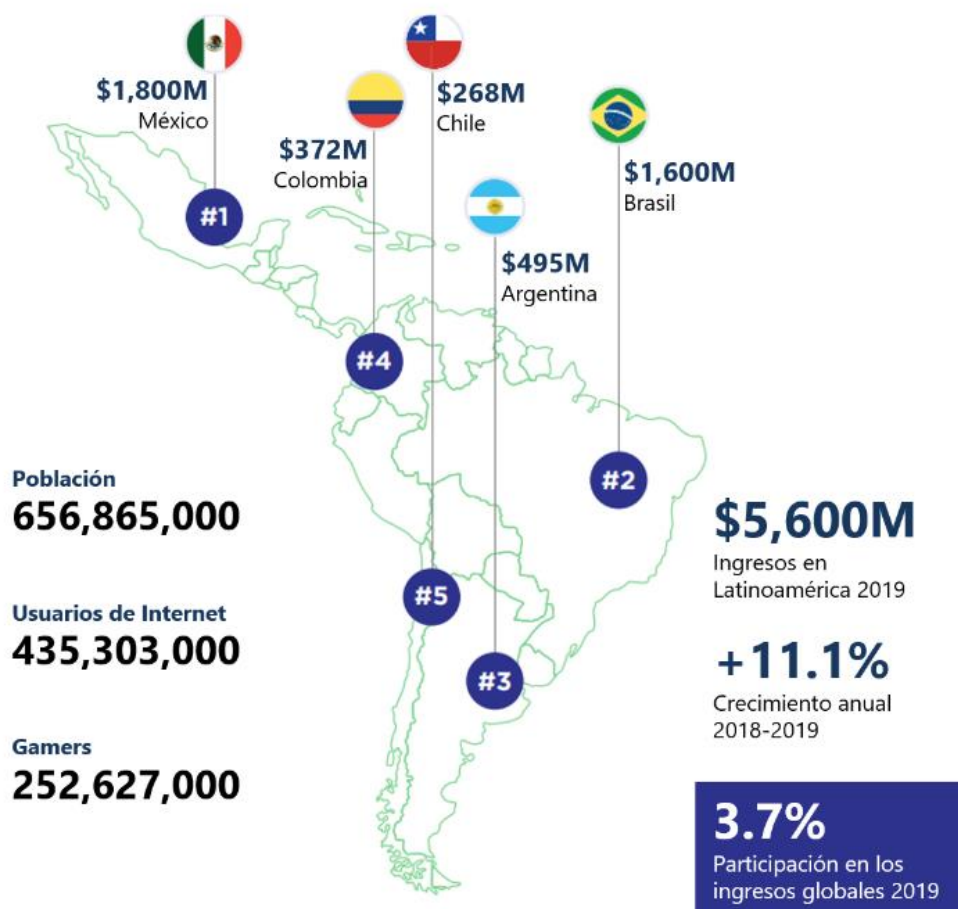 $1,800M
México
$372M
Colombia
$268M
Chile
$1,600M
Brasil
$495M
Argentina
#1
#4
#2
#5
#3
Población
656,865,000
Usuarios de Internet
435,303,000
Gamers
252,627,000
$5,600M
Ingresos en
Latinoamérica 2019
+11.1%
Crecimiento anual
2018-2019
3.7%
Participación en los
ingresos globales 2019